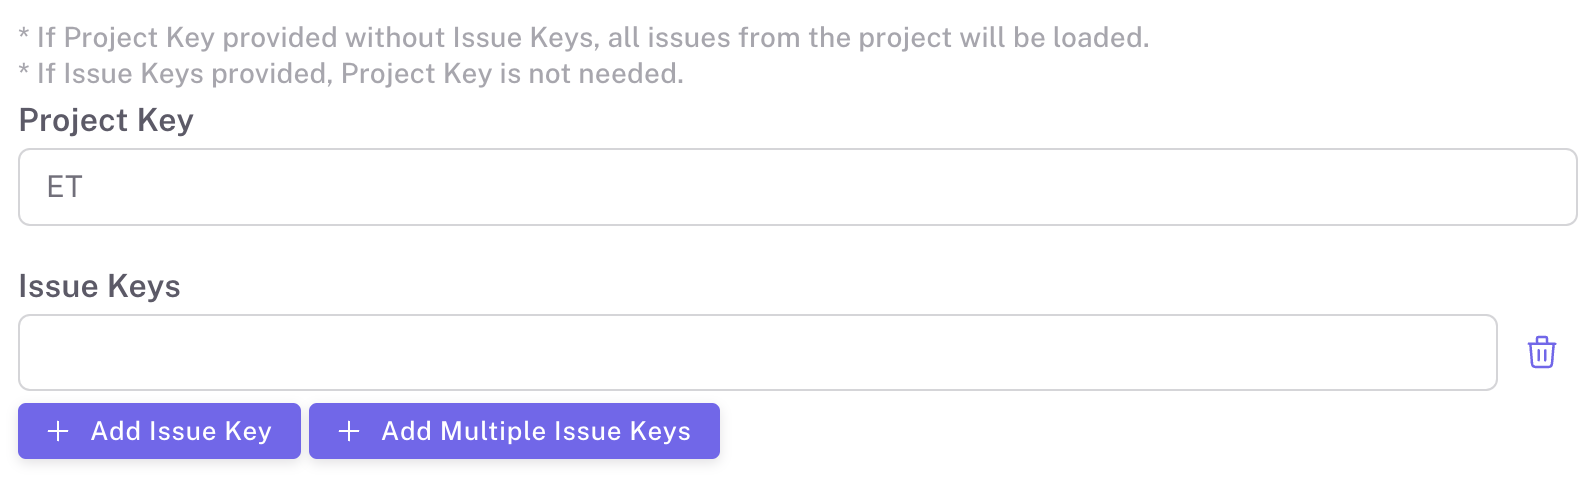 * If Project Key provided without Issue Keys, all issues from the project will be loaded.
* If Issue Keys provided, Project Key is not needed.
Project Key
ET
Issue Keys
Add Issue Key
Add Multiple Issue Keys